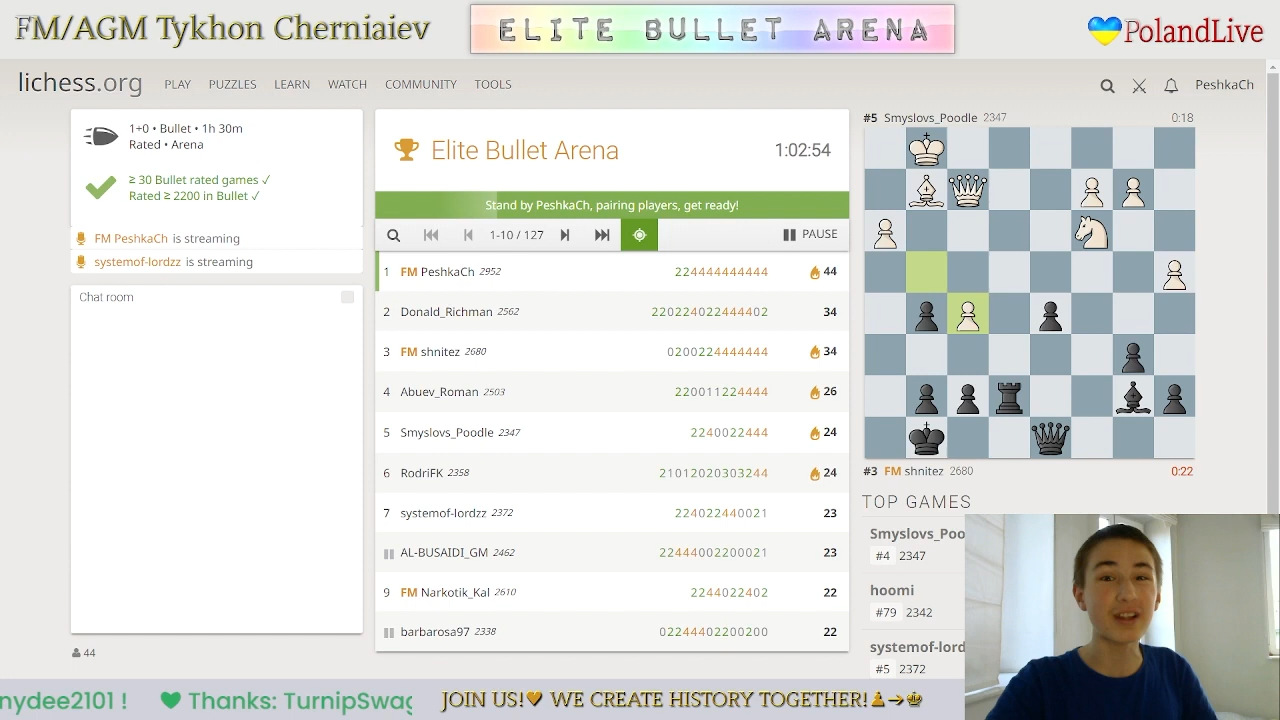 FM/AGM Tykhon Cherniaiev
ELITE BULLET ARENA
PolandLive
lichess.org
PLAY PUZZLES LEARN WATCH COMMUNITY TOOLS
PeshkaCh
1+0 • Bullet • 1h 30m
Rated • Arena
≥ 30 Bullet rated games ✓
Rated ≥ 2200 in Bullet ✓
FM PeshkaCh is streaming
systemof-lordzz is streaming
Chat room
44
Elite Bullet Arena 1:02:54
Stand by PeshkaCh, pairing players, get ready!
1-10 / 127 PAUSE
1 FM PeshkaCh 2952 224444444444 44
2 Donald_Richman 2562 220224022444402 34
3 FM shnitez 2680 0200224444444 34
4 Abuev_Roman 2503 220011224444 26
5 Smyslovs_Poodle 2347 2240022444 24
6 RodriFK 2358 21012020303244 24
7 systemof-lordzz 2372 224022440021 23
AL-BUSAIDI_GM 2462 22444002200021 23
9 FM Narkotik_Kal 2610 2244022402 22
barbarosa97 2338 02244402200200 22
#5 Smyslovs_Poodle 2347 0:18
#3 FM shnitez 2680 0:22
TOP GAMES
Smyslovs_Poo
#4 2347
hoomi
#79 2342
systemof-lord
#5 2372
nydee2101 ! Thanks: TurnipSwag
JOIN US! WE CREATE HISTORY TOGETHER!